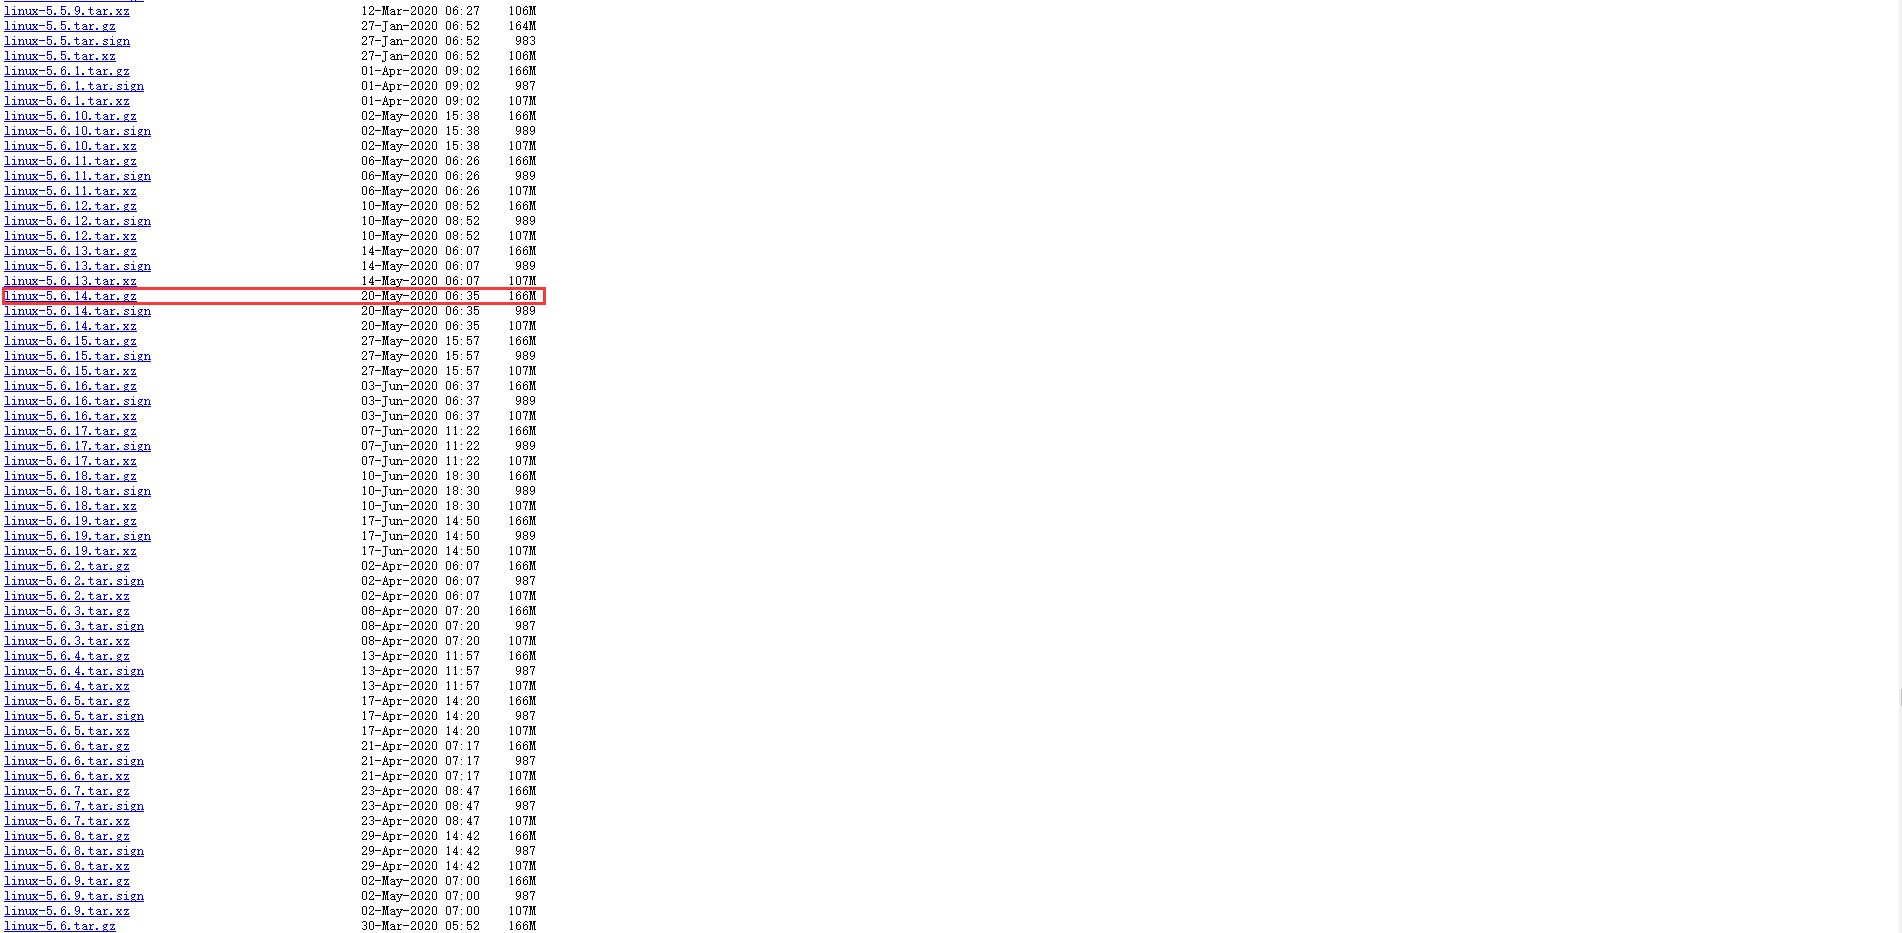 linux-5.5.9.tar.xz 12-Mar-2020 06:27 106M
linux-5.5.tar.gz 27-Jan-2020 06:52 164M
linux-5.5.tar.sign 27-Jan-2020 06:52 983
linux-5.5.tar.xz 27-Jan-2020 06:52 106M
linux-5.6.1.tar.gz 01-Apr-2020 09:02 166M
linux-5.6.1.tar.sign 01-Apr-2020 09:02 987
linux-5.6.1.tar.xz 01-Apr-2020 09:02 107M
linux-5.6.10.tar.gz 02-May-2020 15:38 166M
linux-5.6.10.tar.sign 02-May-2020 15:38 989
linux-5.6.10.tar.xz 02-May-2020 15:38 107M
linux-5.6.11.tar.gz 06-May-2020 06:26 166M
linux-5.6.11.tar.sign 06-May-2020 06:26 989
linux-5.6.11.tar.xz 06-May-2020 06:26 107M
linux-5.6.12.tar.gz 10-May-2020 08:52 166M
linux-5.6.12.tar.sign 10-May-2020 08:52 989
linux-5.6.12.tar.xz 10-May-2020 08:52 107M
linux-5.6.13.tar.gz 14-May-2020 06:07 166M
linux-5.6.13.tar.sign 14-May-2020 06:07 989
linux-5.6.13.tar.xz 14-May-2020 06:07 107M
linux-5.6.14.tar.gz 20-May-2020 06:35 166M
linux-5.6.14.tar.sign 20-May-2020 06:35 989
linux-5.6.14.tar.xz 20-May-2020 06:35 107M
linux-5.6.15.tar.gz 27-May-2020 15:57 166M
linux-5.6.15.tar.sign 27-May-2020 15:57 989
linux-5.6.15.tar.xz 27-May-2020 15:57 107M
linux-5.6.16.tar.gz 03-Jun-2020 06:37 166M
linux-5.6.16.tar.sign 03-Jun-2020 06:37 989
linux-5.6.16.tar.xz 03-Jun-2020 06:37 107M
linux-5.6.17.tar.gz 07-Jun-2020 11:22 166M
linux-5.6.17.tar.sign 07-Jun-2020 11:22 989
linux-5.6.17.tar.xz 07-Jun-2020 11:22 107M
linux-5.6.18.tar.gz 10-Jun-2020 18:30 166M
linux-5.6.18.tar.sign 10-Jun-2020 18:30 989
linux-5.6.18.tar.xz 10-Jun-2020 18:30 107M
linux-5.6.19.tar.gz 17-Jun-2020 14:50 166M
linux-5.6.19.tar.sign 17-Jun-2020 14:50 989
linux-5.6.19.tar.xz 17-Jun-2020 14:50 107M
linux-5.6.2.tar.gz 02-Apr-2020 06:07 166M
linux-5.6.2.tar.sign 02-Apr-2020 06:07 987
linux-5.6.2.tar.xz 02-Apr-2020 06:07 107M
linux-5.6.3.tar.gz 08-Apr-2020 07:20 166M
linux-5.6.3.tar.sign 08-Apr-2020 07:20 987
linux-5.6.3.tar.xz 08-Apr-2020 07:20 107M
linux-5.6.4.tar.gz 13-Apr-2020 11:57 166M
linux-5.6.4.tar.sign 13-Apr-2020 11:57 987
linux-5.6.4.tar.xz 13-Apr-2020 11:57 107M
linux-5.6.5.tar.gz 17-Apr-2020 14:20 166M
linux-5.6.5.tar.sign 17-Apr-2020 14:20 987
linux-5.6.5.tar.xz 17-Apr-2020 14:20 107M
linux-5.6.6.tar.gz 21-Apr-2020 07:17 166M
linux-5.6.6.tar.sign 21-Apr-2020 07:17 987
linux-5.6.6.tar.xz 21-Apr-2020 07:17 107M
linux-5.6.7.tar.gz 23-Apr-2020 08:47 166M
linux-5.6.7.tar.sign 23-Apr-2020 08:47 987
linux-5.6.7.tar.xz 23-Apr-2020 08:47 107M
linux-5.6.8.tar.gz 29-Apr-2020 14:42 166M
linux-5.6.8.tar.sign 29-Apr-2020 14:42 987
linux-5.6.8.tar.xz 29-Apr-2020 14:42 107M
linux-5.6.9.tar.gz 02-May-2020 07:00 166M
linux-5.6.9.tar.sign 02-May-2020 07:00 987
linux-5.6.9.tar.xz 02-May-2020 07:00 107M
linux-5.6.tar.gz 30-Mar-2020 05:52 166M